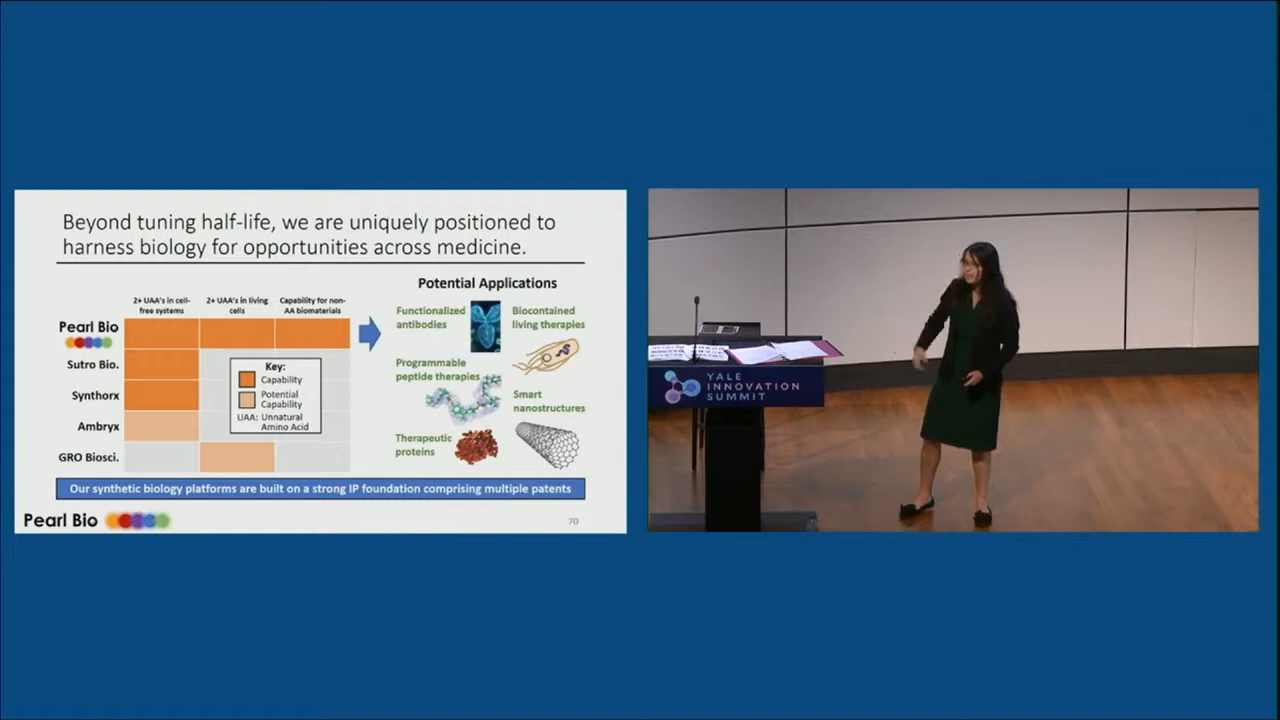 Beyond tuning half-life, we are uniquely positioned to
harness biology for opportunities across medicine.
2+ UAA's in cell-
free systems
2+ UAA's in living
cells
Capability for non-
AA biomaterials
Pearl Bio
Sutro Bio.
Synthorx
Ambryx
GRO Biosci.
Key:
Capability
Potential
Capability
UAA: Unnatural
Amino Acid
Potential Applications
Functionalized
antibodies
Biocontained
living therapies
Programmable
peptide therapies
Smart
nanostructures
Therapeutic
proteins
Our synthetic biology platforms are built on a strong IP foundation comprising multiple patents
Pearl Bio
70
YALE
INNOVATION
SUMMIT